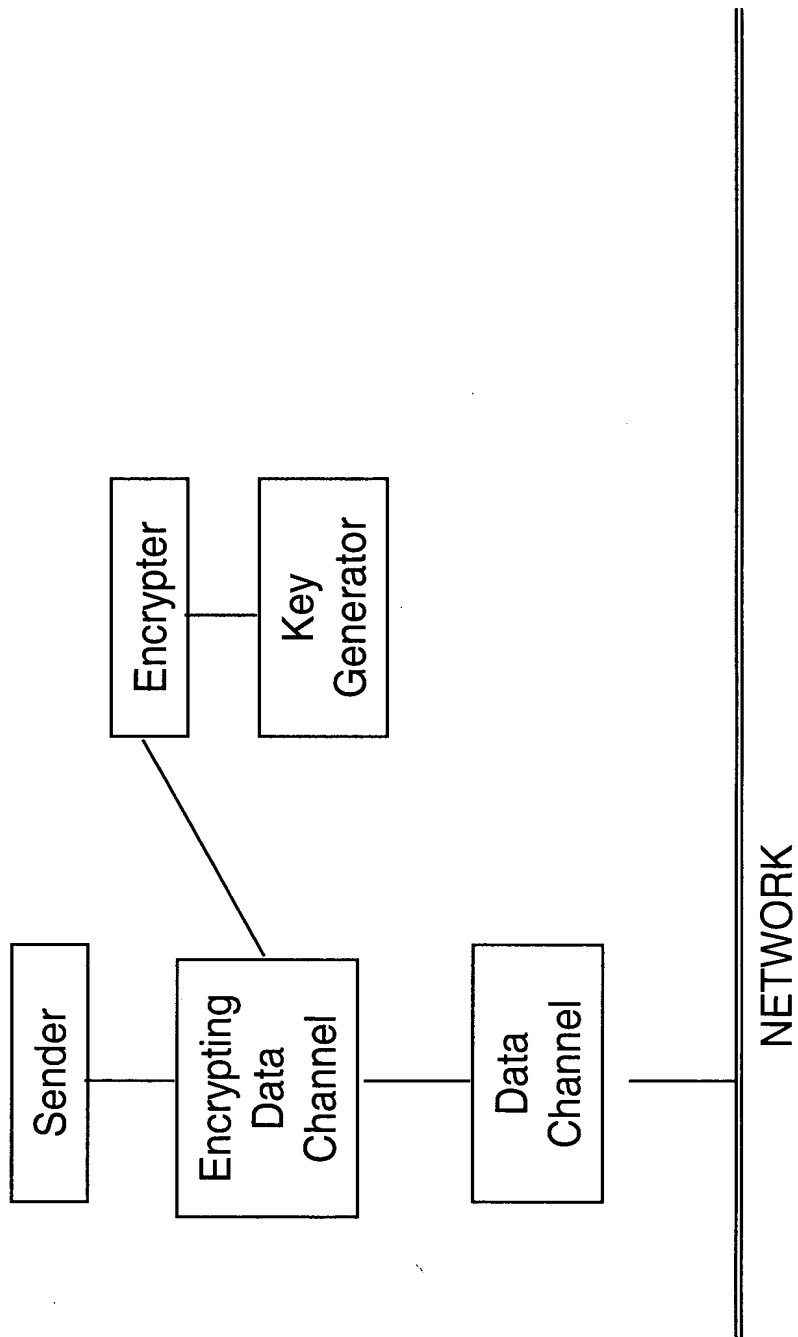 Sender
Encrypting
Data
Channel
Data
Channel
Encrypter
Key
Generator
NETWORK